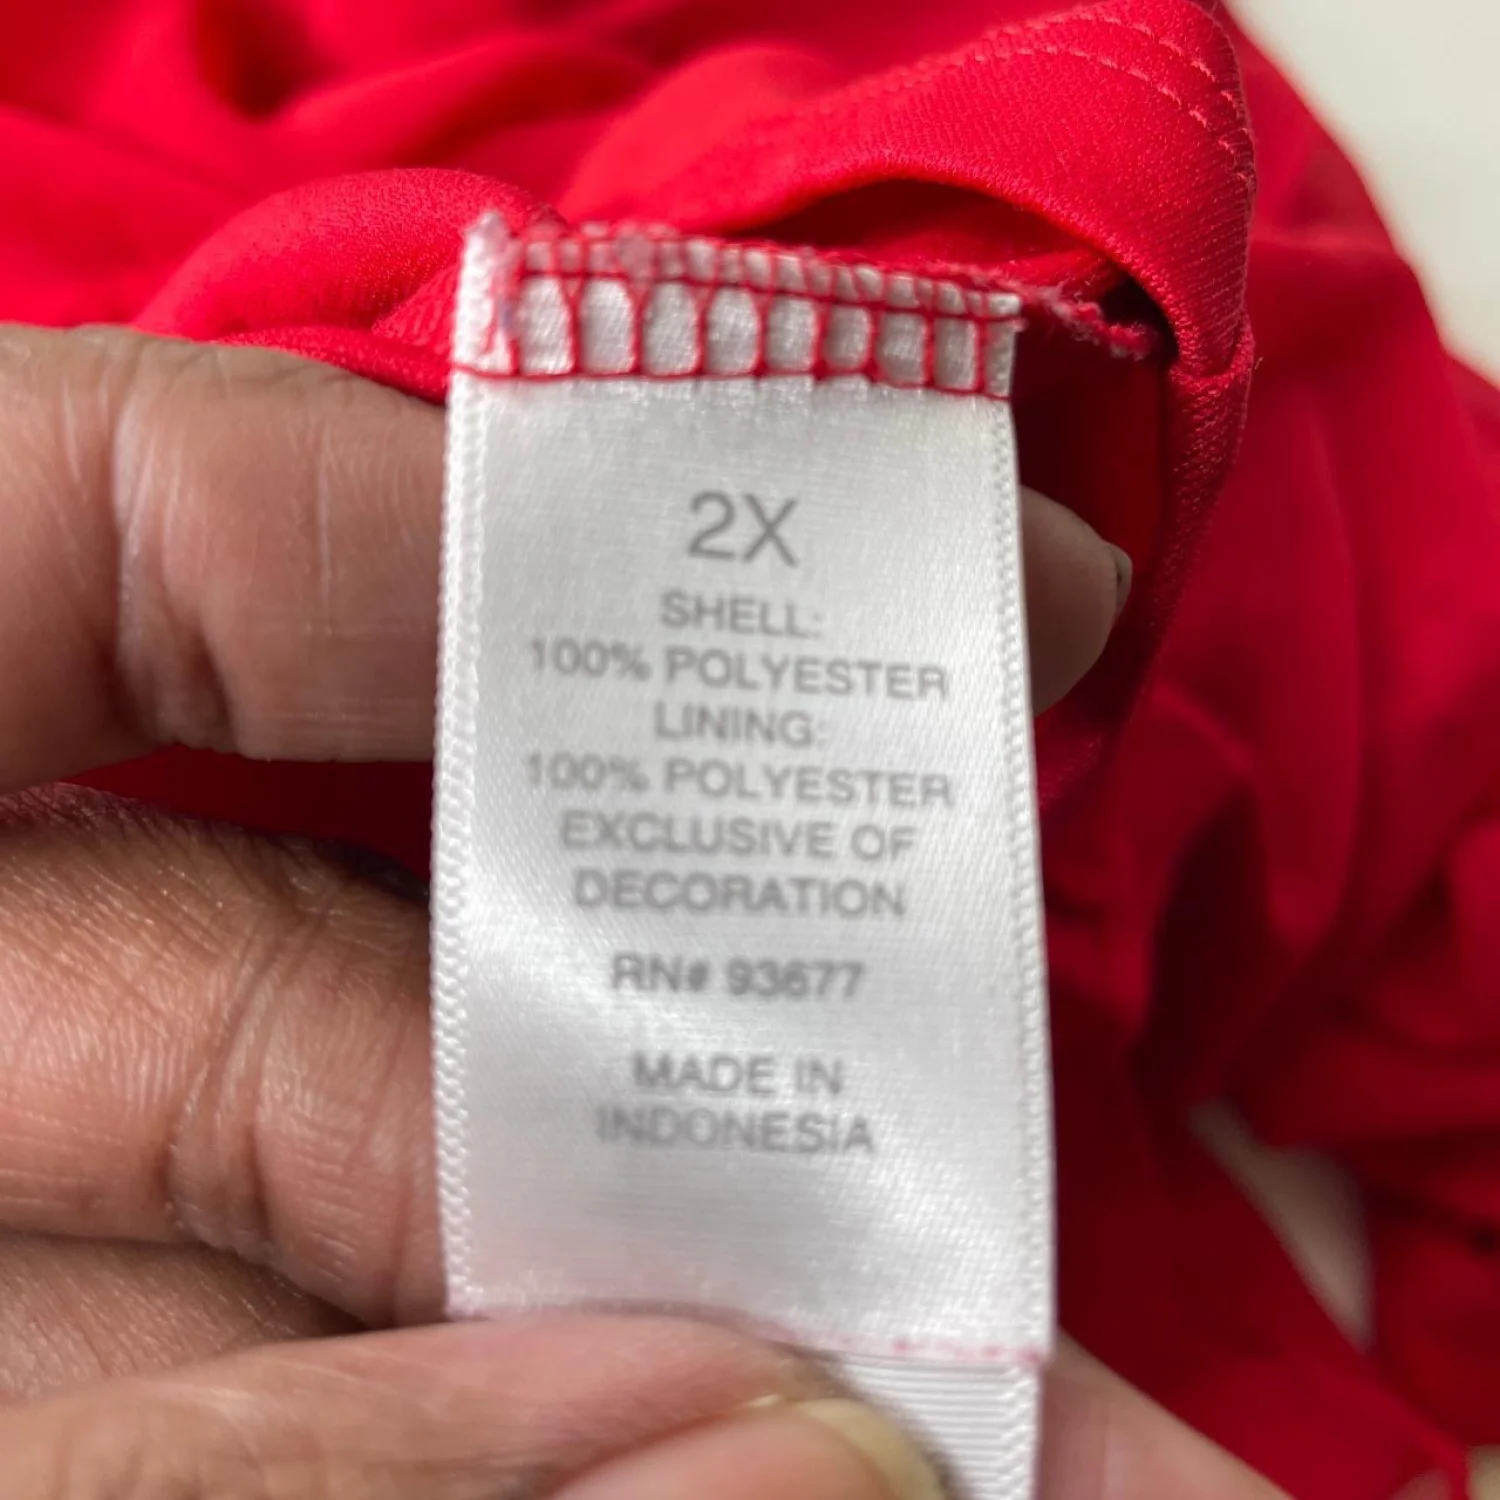 2X
SHELL:
100% POLYESTER
LINING:
100% POLYESTER
EXCLUSIVE OF
DECORATION
RN# 93677
MADE IN
INDONESIA